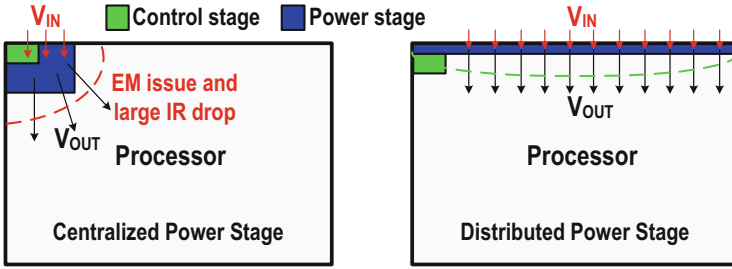 Control stage
Power stage
VIN
EM issue and
large IR drop
VOUT
Processor
Centralized Power Stage
VIN
VOUT
Processor
Distributed Power Stage